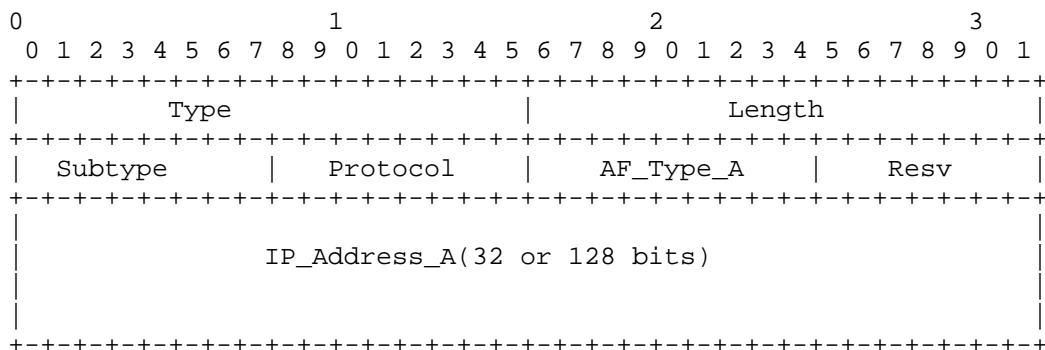 0                   1                   2                   3
 0 1 2 3 4 5 6 7 8 9 0 1 2 3 4 5 6 7 8 9 0 1 2 3 4 5 6 7 8 9 0 1
+-+-+-+-+-+-+-+-+-+-+-+-+-+-+-+-+-+-+-+-+-+-+-+-+-+-+-+-+-+-+-+-+
|         Type                  |            Length             |
+-+-+-+-+-+-+-+-+-+-+-+-+-+-+-+-+-+-+-+-+-+-+-+-+-+-+-+-+-+-+-+-+
|  Subtype      |   Protocol    |    AF_Type_A    |    Resv     |
+-+-+-+-+-+-+-+-+-+-+-+-+-+-+-+-+-+-+-+-+-+-+-+-+-+-+-+-+-+-+-+-+
|                                                               |
|               IP_Address_A(32 or 128 bits)                    |
|                                                               |
|                                                               |
+-+-+-+-+-+-+-+-+-+-+-+-+-+-+-+-+-+-+-+-+-+-+-+-+-+-+-+-+-+-+-+-+